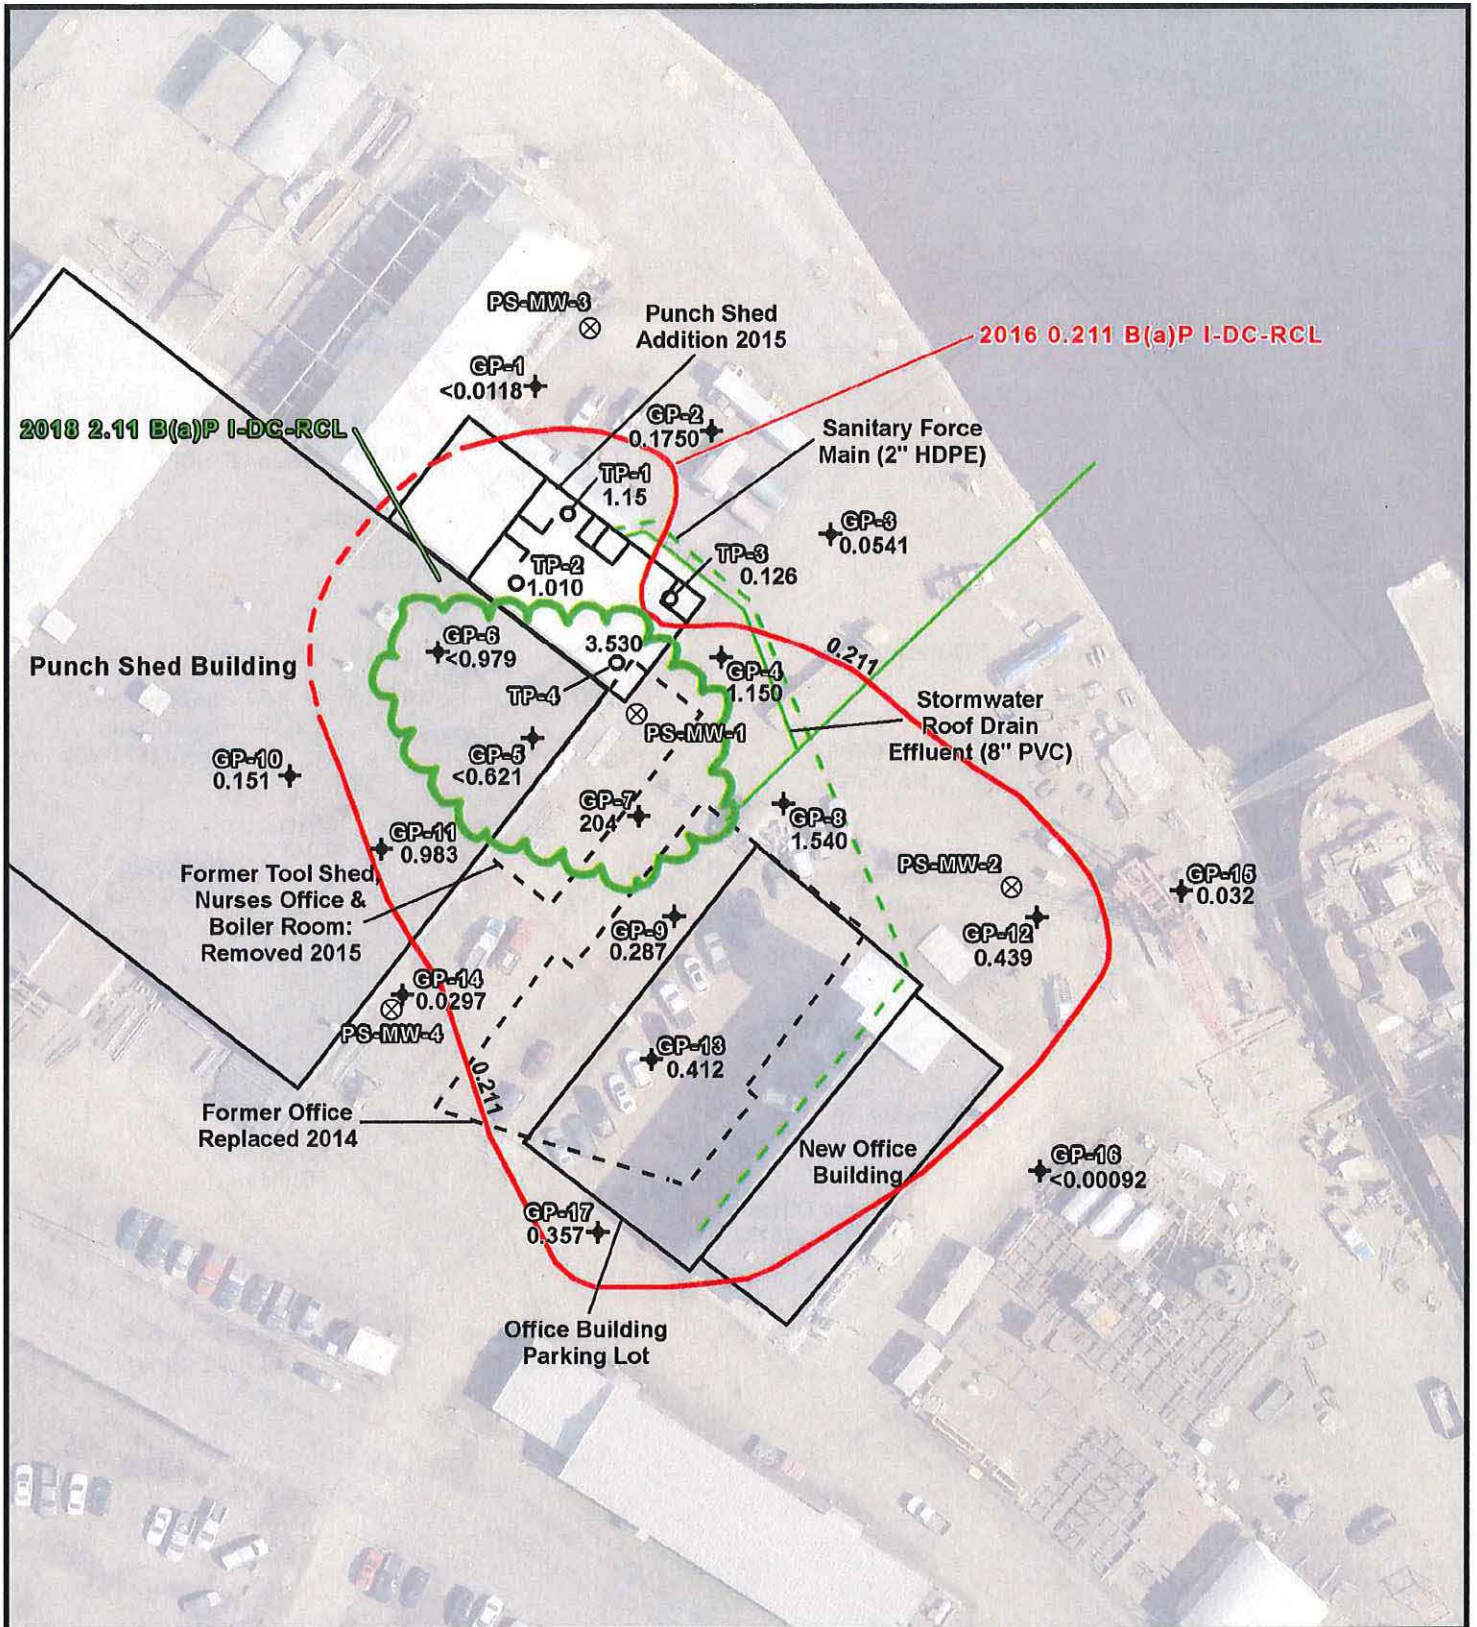 PS-MW-3
Punch Shed
Addition 2015
2016 0.211 B(a)P I-DC-RCL
GP-1
<0.0118
GP-2
0.1750
2018 2.11 B(a)P I-DC-RCL
Sanitary Force
Main (2" HDPE)
TP-1
1.15
GP-3
0.0541
TP-2
1.010
TP-3
0.126
GP-6
<0.979
3.530
0.211
Punch Shed Building
GP-4
1.150
TP-4
Stormwater
Roof Drain
Effluent (8" PVC)
PS-MW-1
GP-5
<0.621
GP-10
0.151
GP-7
204
GP-8
1.540
GP-11
0.983
PS-MW-2
Former Tool Shed,
Nurses Office &
Boiler Room:
Removed 2015
GP-15
0.032
GP-9
0.287
GP-12
0.439
GP-14
0.0297
PS-MW-4
GP-13
0.412
0.211
Former Office
Replaced 2014
New Office
Building
GP-16
<0.00092
GP-17
0.357
Office Building
Parking Lot